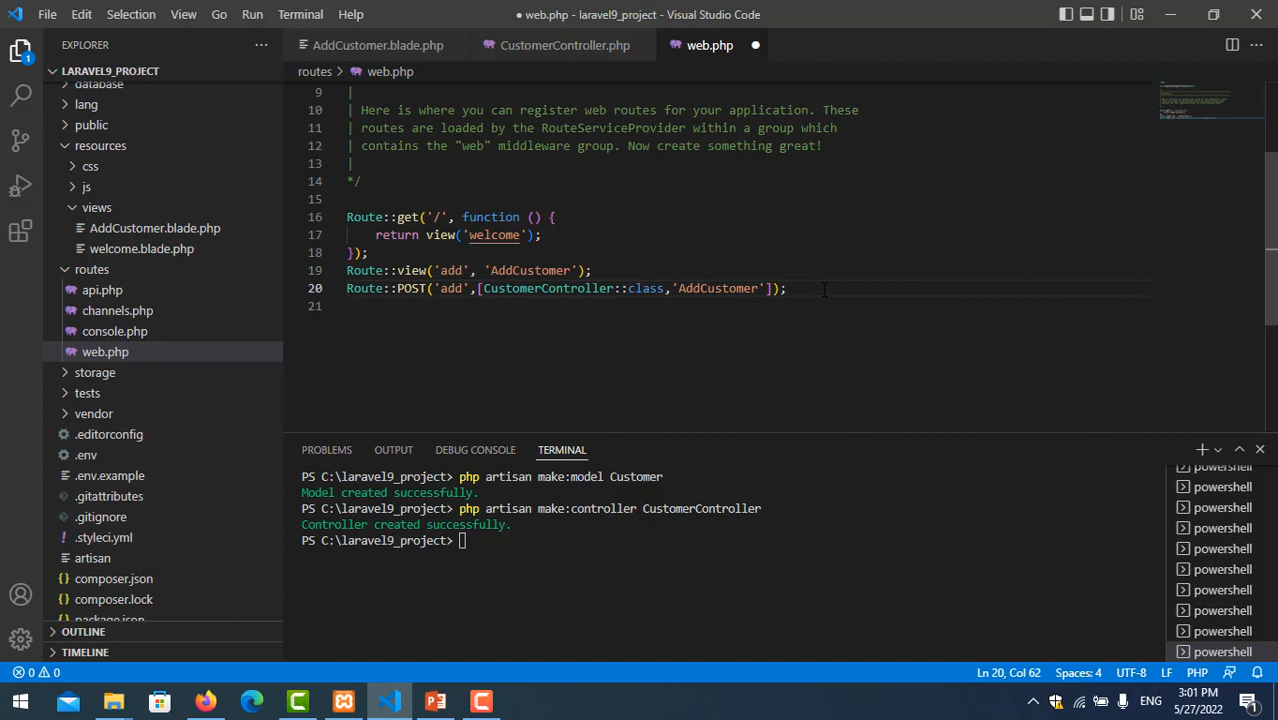 File Edit Selection View Go Run Terminal Help
● web.php - laravel9_project - Visual Studio Code
EXPLORER
AddCustomer.blade.php
CustomerController.php
web.php
1
LARAVEL9_PROJECT
routes > web.php
database
lang
public
resources
css
js
views
AddCustomer.blade.php
welcome.blade.php
routes
api.php
channels.php
console.php
web.php
storage
tests
vendor
.editorconfig
.env
.env.example
.gitattributes
.gitignore
.styleci.yml
artisan
composer.json
composer.lock
package.json
OUTLINE
TIMELINE
9 |
10 | Here is where you can register web routes for your application. These
11 | routes are loaded by the RouteServiceProvider within a group which
12 | contains the "web" middleware group. Now create something great!
13 |
14 */
15
16 Route::get('/', function () {
17 return view('welcome');
18 });
19 Route::view('add', 'AddCustomer');
20 Route::POST('add',[CustomerController::class,'AddCustomer']);
21
PROBLEMS OUTPUT DEBUG CONSOLE TERMINAL
PS C:\laravel9_project> php artisan make:model Customer
Model created successfully.
PS C:\laravel9_project> php artisan make:controller CustomerController
Controller created successfully.
PS C:\laravel9_project>
powershell
powershell
powershell
powershell
powershell
powershell
powershell
powershell
powershell
powershell
0 0
Ln 20, Col 62 Spaces: 4 UTF-8 LF PHP
ENG
3:01 PM
5/27/2022
1